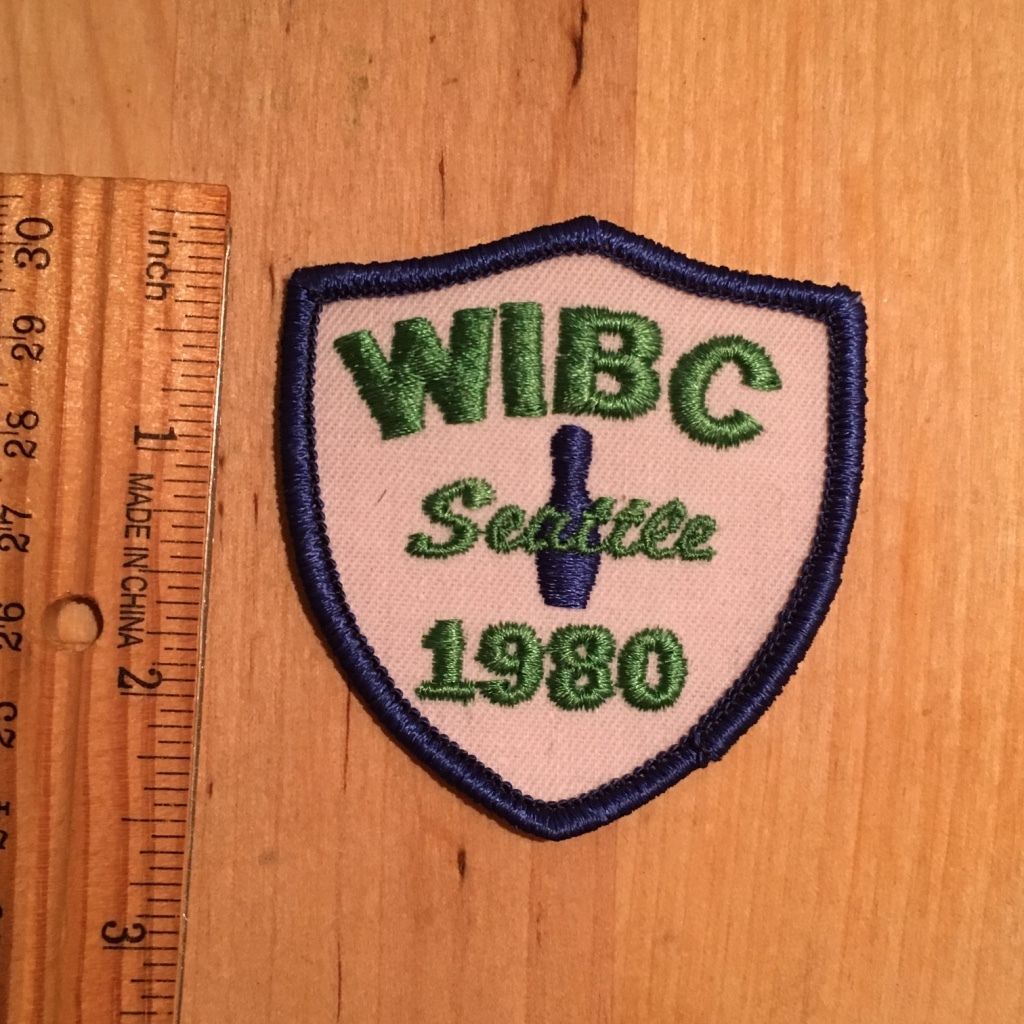 WIBC
Seattle
1980
inch
1
MADE IN CHINA
2
3
30
29
28
27
26